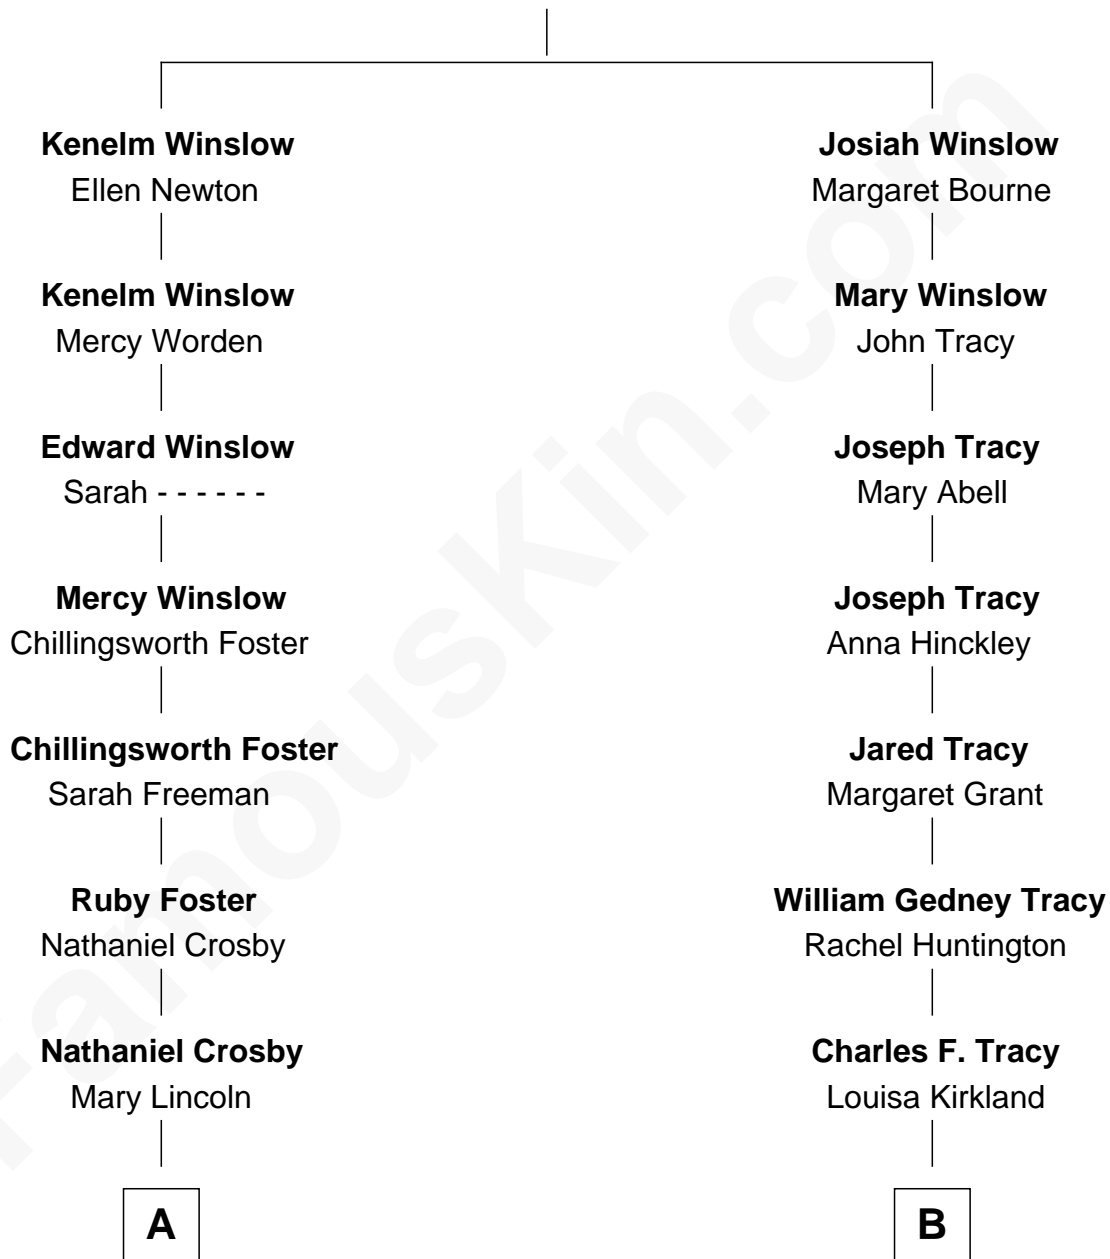 Kenelm Winslow
Ellen Newton
Kenelm Winslow
Mercy Worden
Edward Winslow
Sarah - - - - - -
Mercy Winslow
Chillingsworth Foster
Chillingsworth Foster
Sarah Freeman
Ruby Foster
Nathaniel Crosby
Nathaniel Crosby
Mary Lincoln
A
Josiah Winslow
Margaret Bourne
Mary Winslow
John Tracy
Joseph Tracy
Mary Abell
Joseph Tracy
Anna Hinckley
Jared Tracy
Margaret Grant
William Gedney Tracy
Rachel Huntington
Charles F. Tracy
Louisa Kirkland
B
FamousKin.com